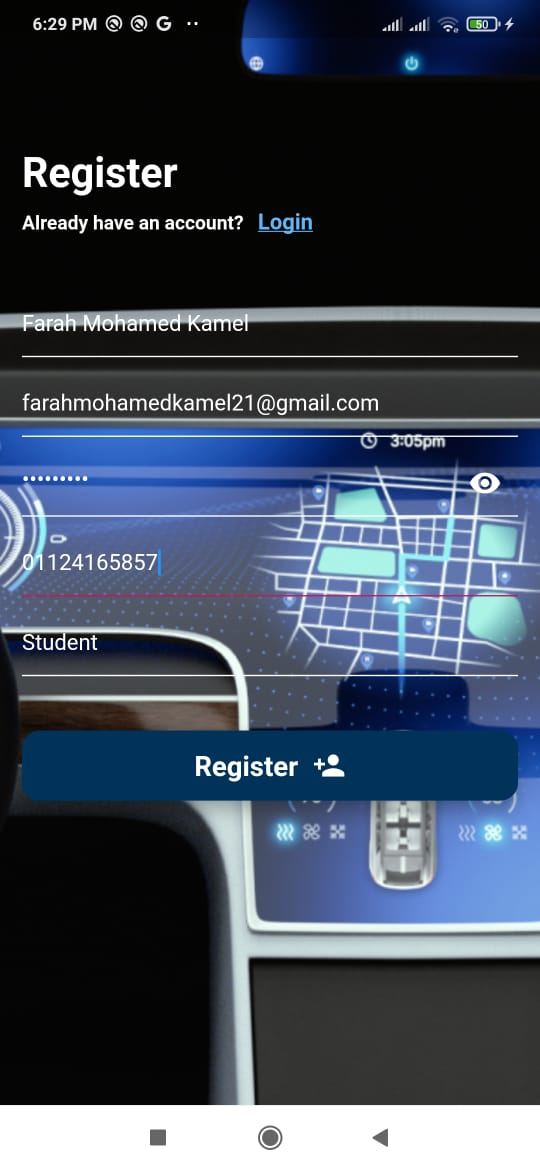 6:29 PM
50
Register
Already have an account? Login
Farah Mohamed Kamel
farahmohamedkamel21@gmail.com
3:05pm
•••••••••
01124165857
Student
Register